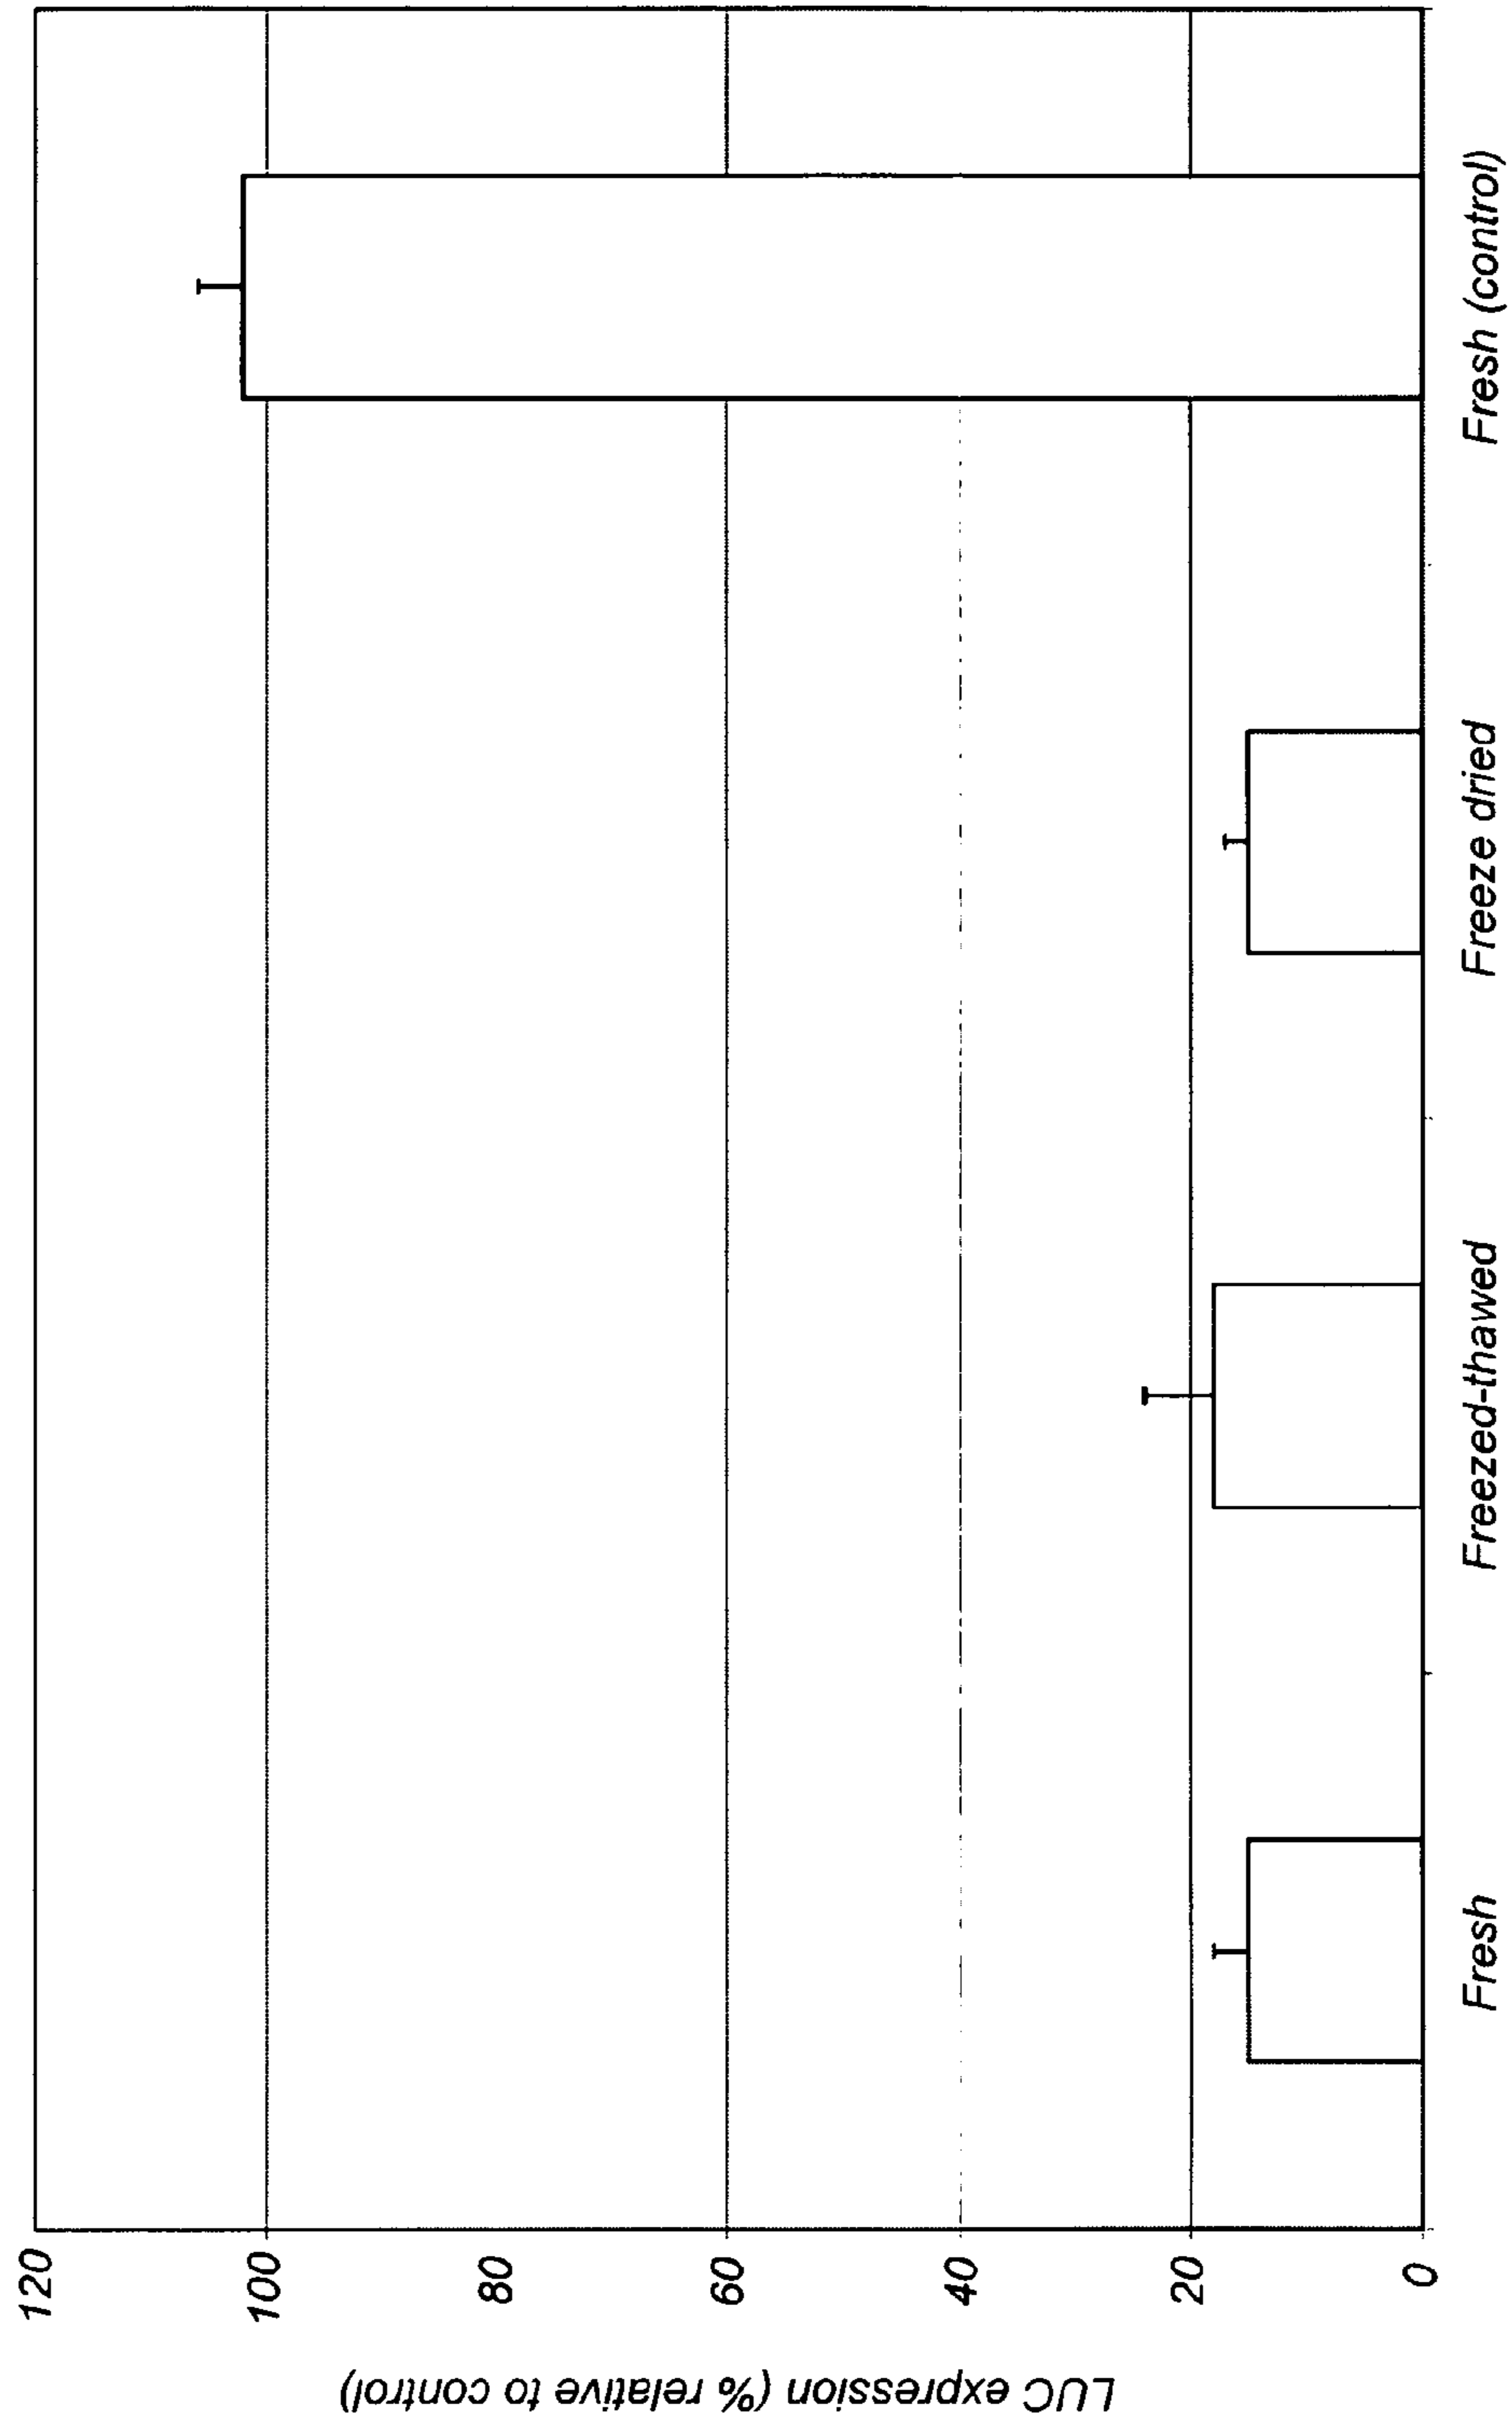 LUC expression (% relative to control)
120
100
80
60
40
20
0
Fresh
Freezed-thawed
Freeze dried
Fresh (control)